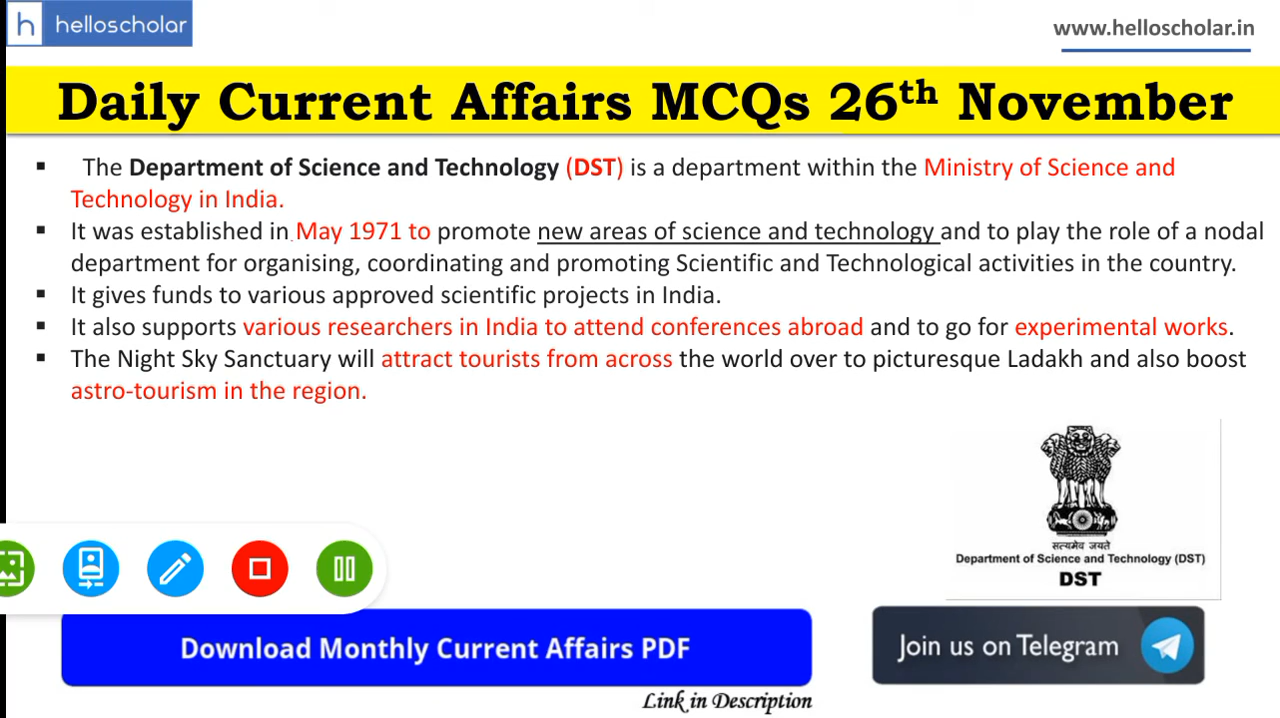 h helloscholar
www.helloscholar.in
Daily Current Affairs MCQs 26th November
▪ The Department of Science and Technology (DST) is a department within the Ministry of Science and
Technology in India.
▪ It was established in May 1971 to promote new areas of science and technology and to play the role of a nodal
department for organising, coordinating and promoting Scientific and Technological activities in the country.
▪ It gives funds to various approved scientific projects in India.
▪ It also supports various researchers in India to attend conferences abroad and to go for experimental works.
▪ The Night Sky Sanctuary will attract tourists from across the world over to picturesque Ladakh and also boost
astro-tourism in the region.
सत्यमेव जयते
Department of Science and Technology (DST)
DST
Download Monthly Current Affairs PDF
Join us on Telegram
Link in Description